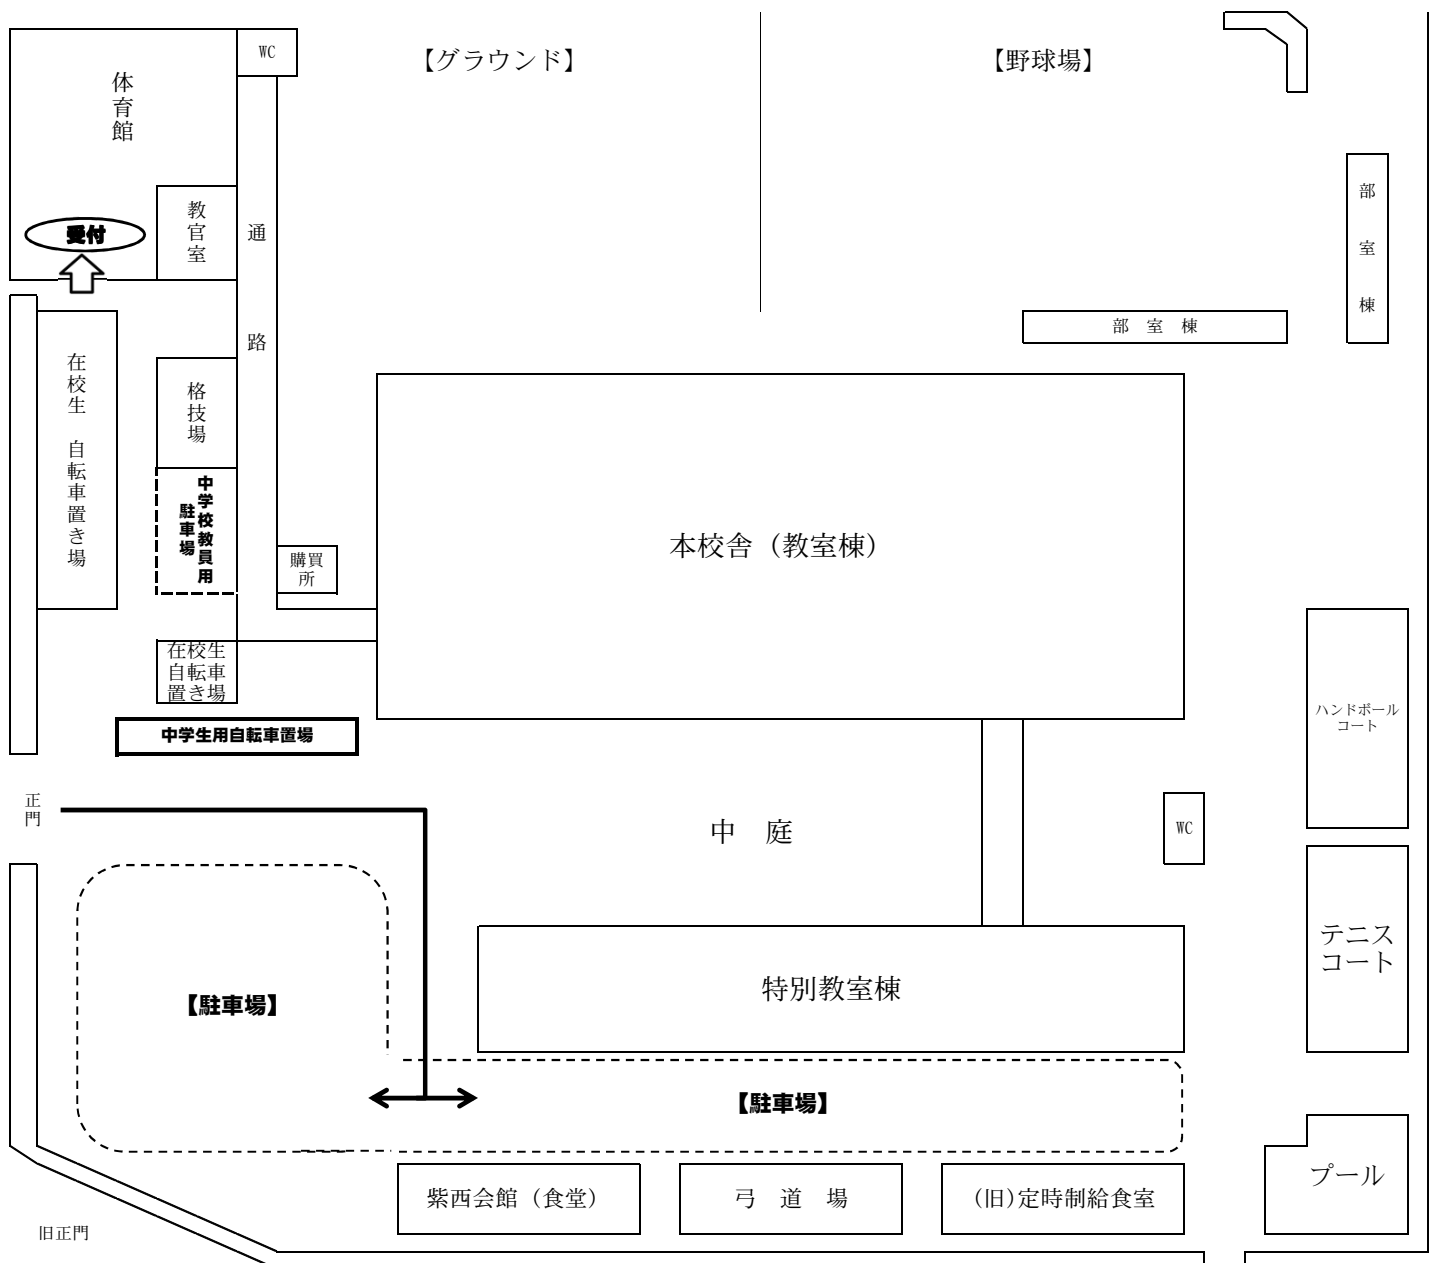 WC
【グラウンド】
【野球場】
体育館
教官室
受付
通路
部室棟
部 室 棟
在校生 自転車置き場
格技場
中学校教員用
駐車場
購買
所
本校舎（教室棟）
在校生
自転車
置き場
中学生用自転車置場
ハンドボール
コート
正門
中 庭
WC
テニス
コート
特別教室棟
【駐車場】
【駐車場】
プール
紫西会館（食堂）
弓 道 場
（旧）定時制給食室
旧正門